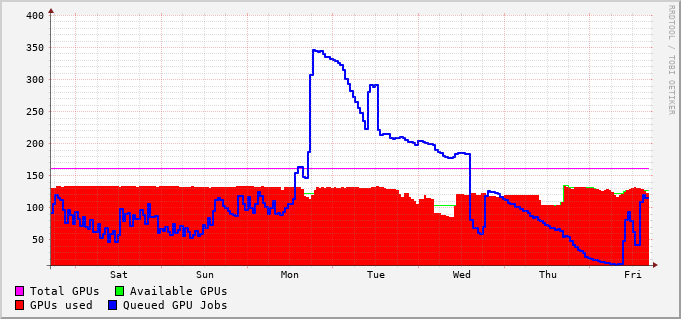 400
350
300
250
200
150
100
50
Sat Sun Mon Tue Wed Thu Fri
Total GPUs Available GPUs
GPUs used Queued GPU Jobs
RRDTOOL / TOBI OETIKER